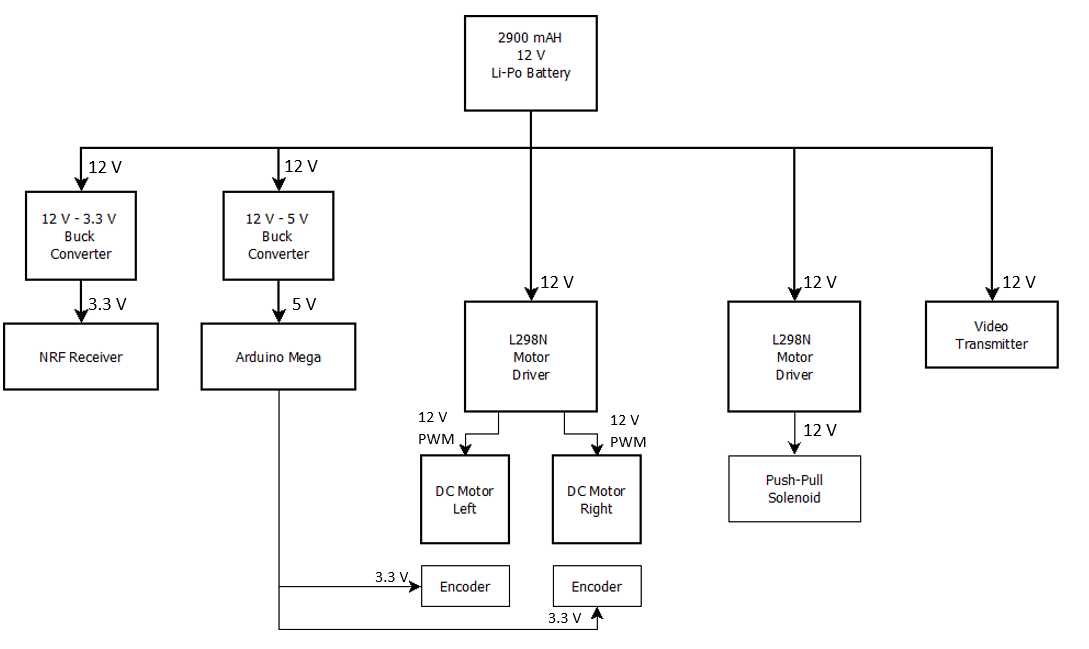 2900 mAH
12 V
Li-Po Battery
12 V
12 V
12 V - 3.3 V
Buck
Converter
12 V - 5 V
Buck
Converter
12 V
12 V
12 V
3.3 V
5 V
NRF Receiver
Arduino Mega
L298N
Motor
Driver
L298N
Motor
Driver
Video
Transmitter
12 V
PWM
12 V
PWM
12 V
DC Motor
Left
DC Motor
Right
Push-Pull
Solenoid
3.3 V
Encoder
Encoder
3.3 V